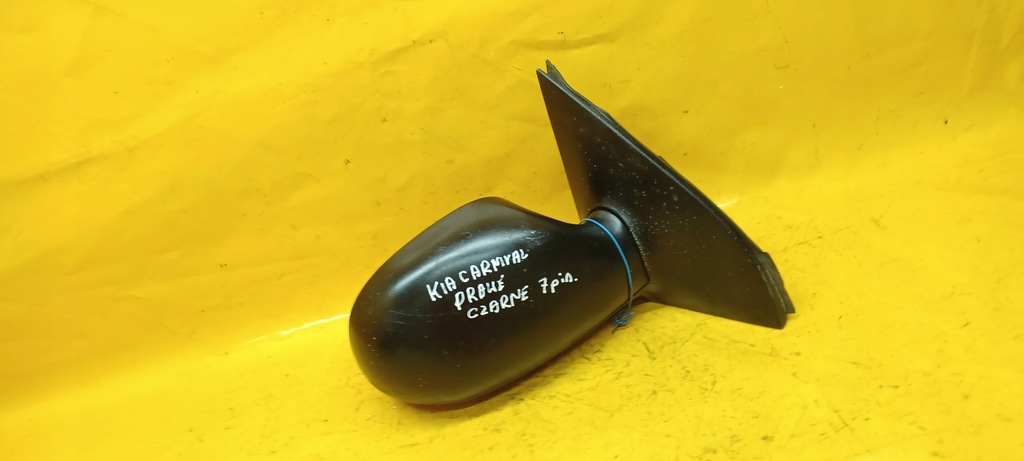 KIA CARNIVAL
PRAWE
CZARNE 7pin.